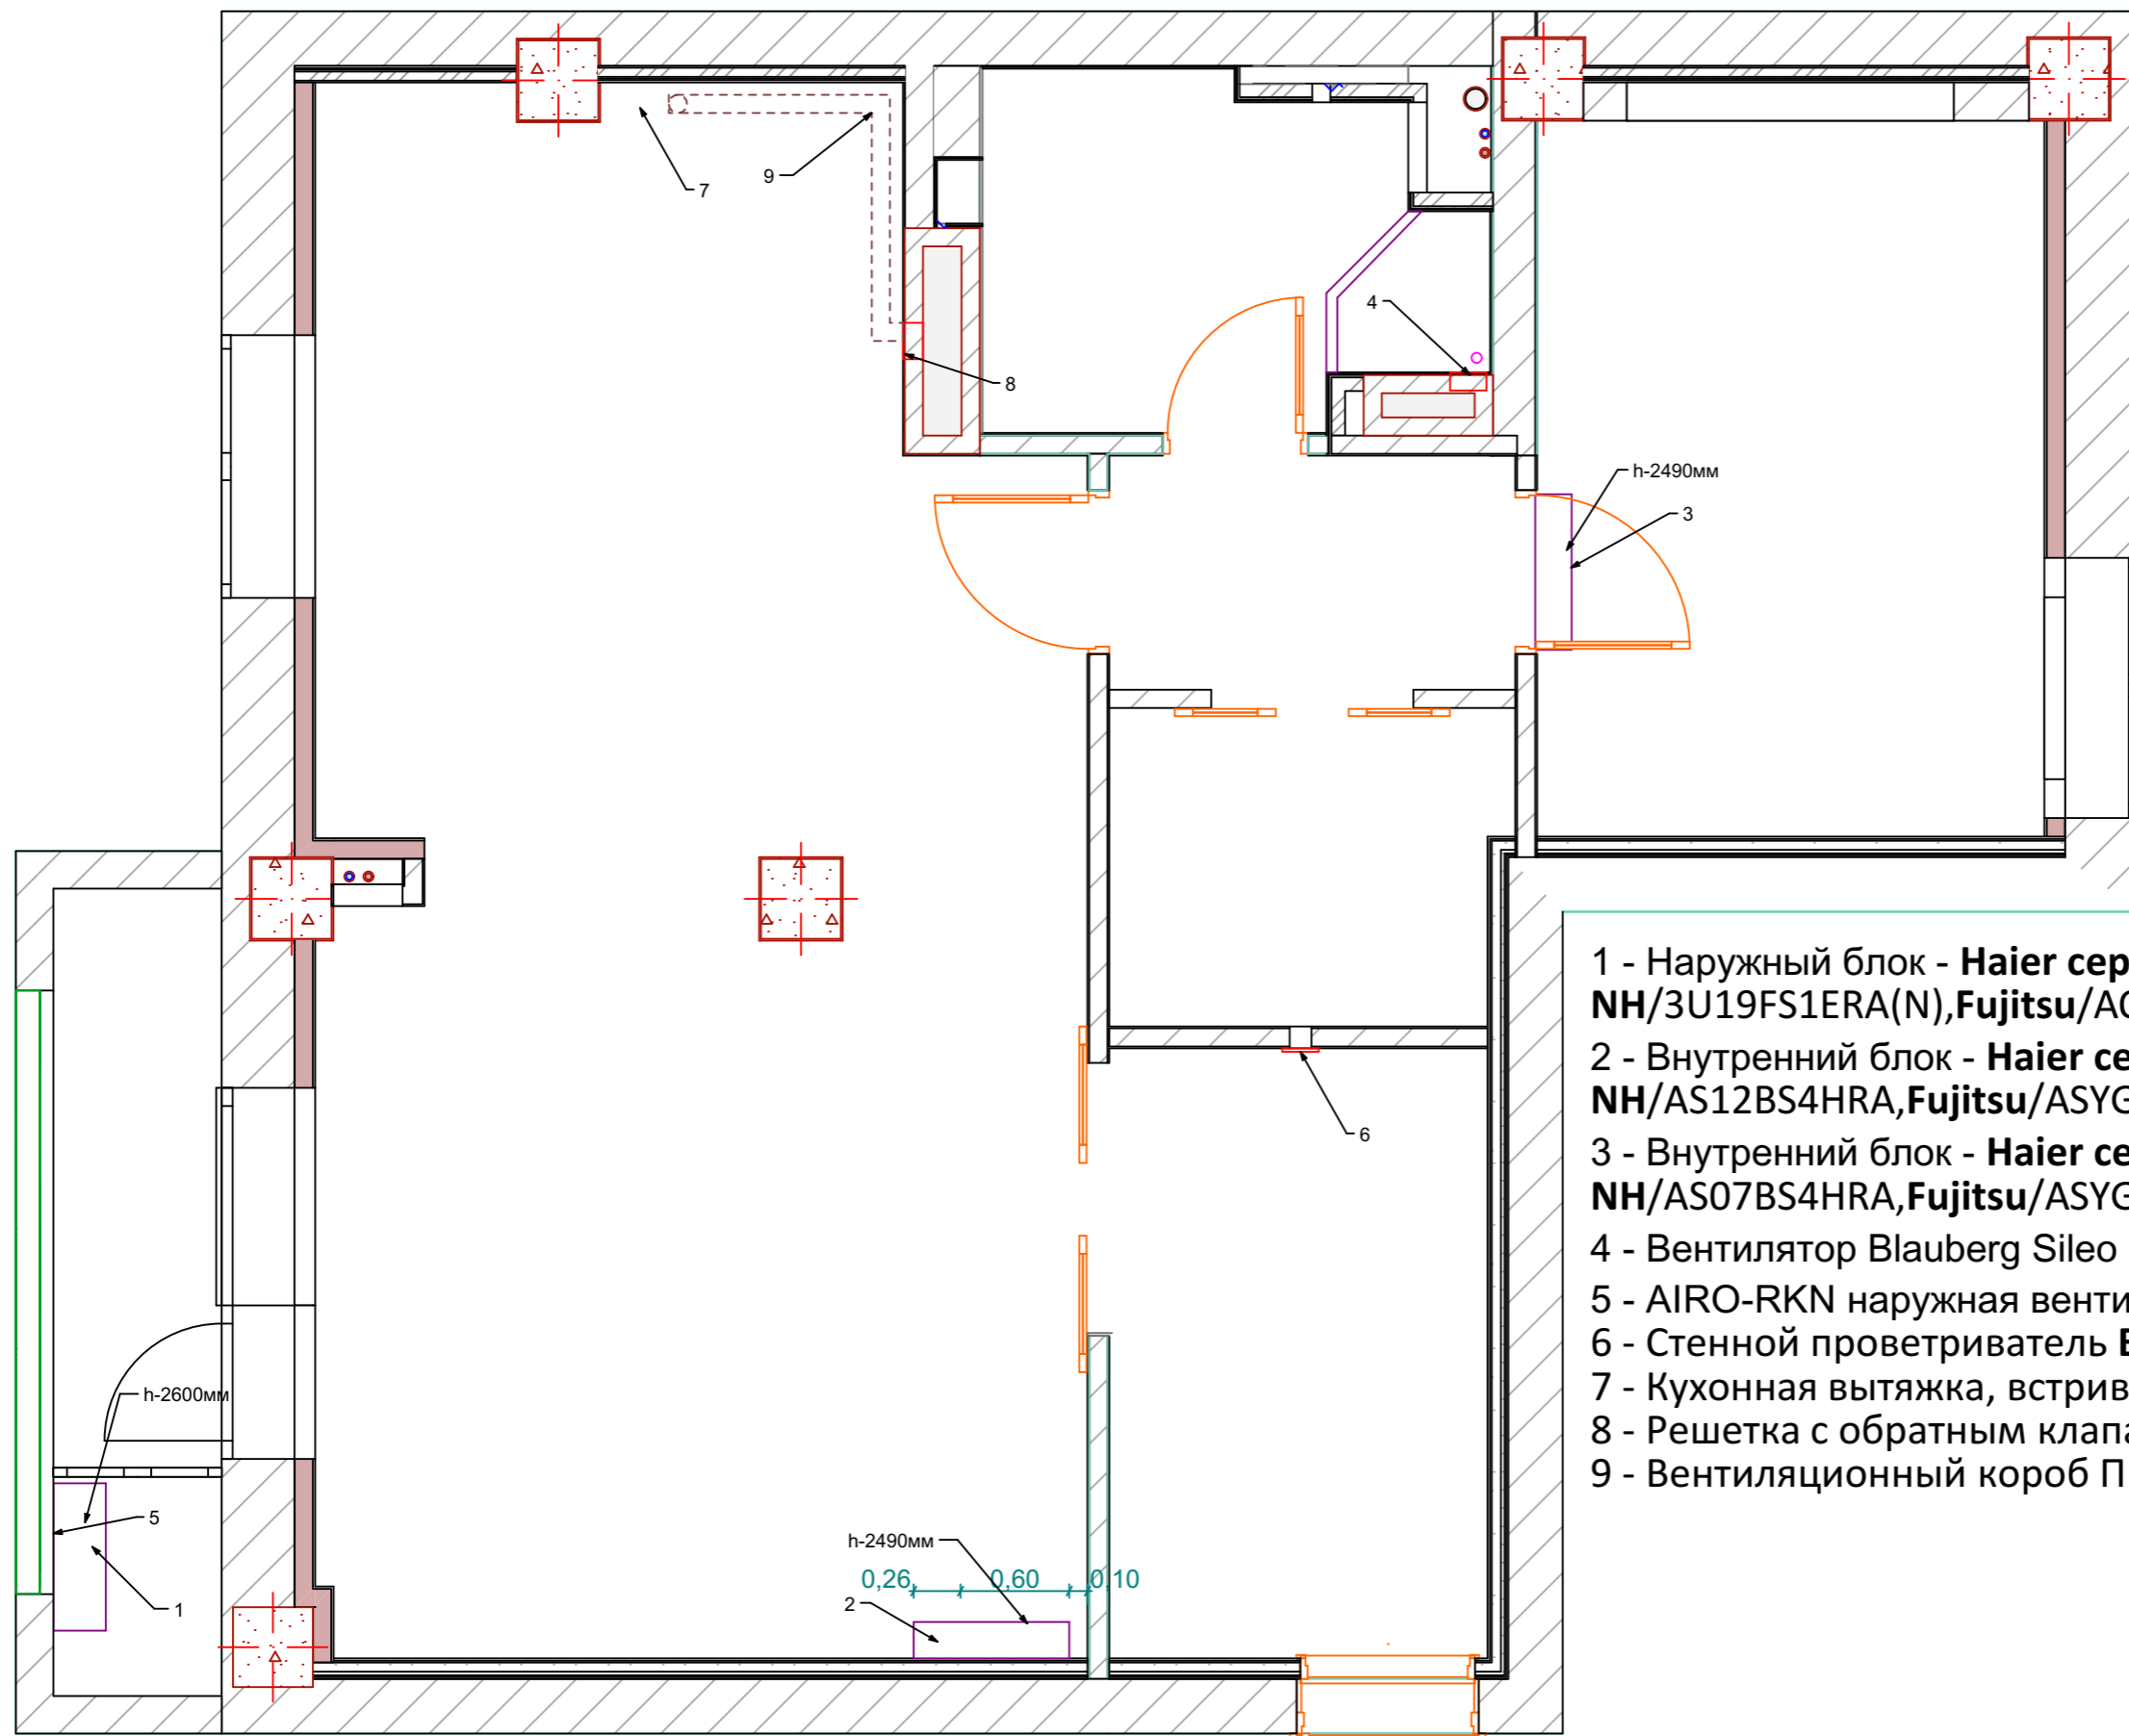 7
9
4
8
h-2490мм
3
6
h-2600мм
5
1
h-2490мм
0,26 0,60 0,10
2
1 - Наружный блок - Haier сер
NH/3U19FS1ERA(N),Fujitsu/A
2 - Внутренний блок - Haier се
NH/AS12BS4HRA,Fujitsu/ASYG
3 - Внутренний блок - Haier се
NH/AS07BS4HRA,Fujitsu/ASYG
4 - Вентилятор Blauberg Sileo
5 - AIRO-RKN наружная венти
6 - Стенной проветриватель
7 - Кухонная вытяжка, встрив
8 - Решетка с обратным клапа
9 - Вентиляционный короб П